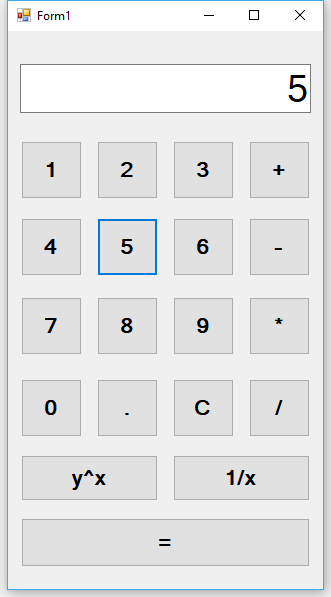 Form1
5
1 2 3 +
4 5 6 -
7 8 9 *
0 . C /
y^x 1/x
=